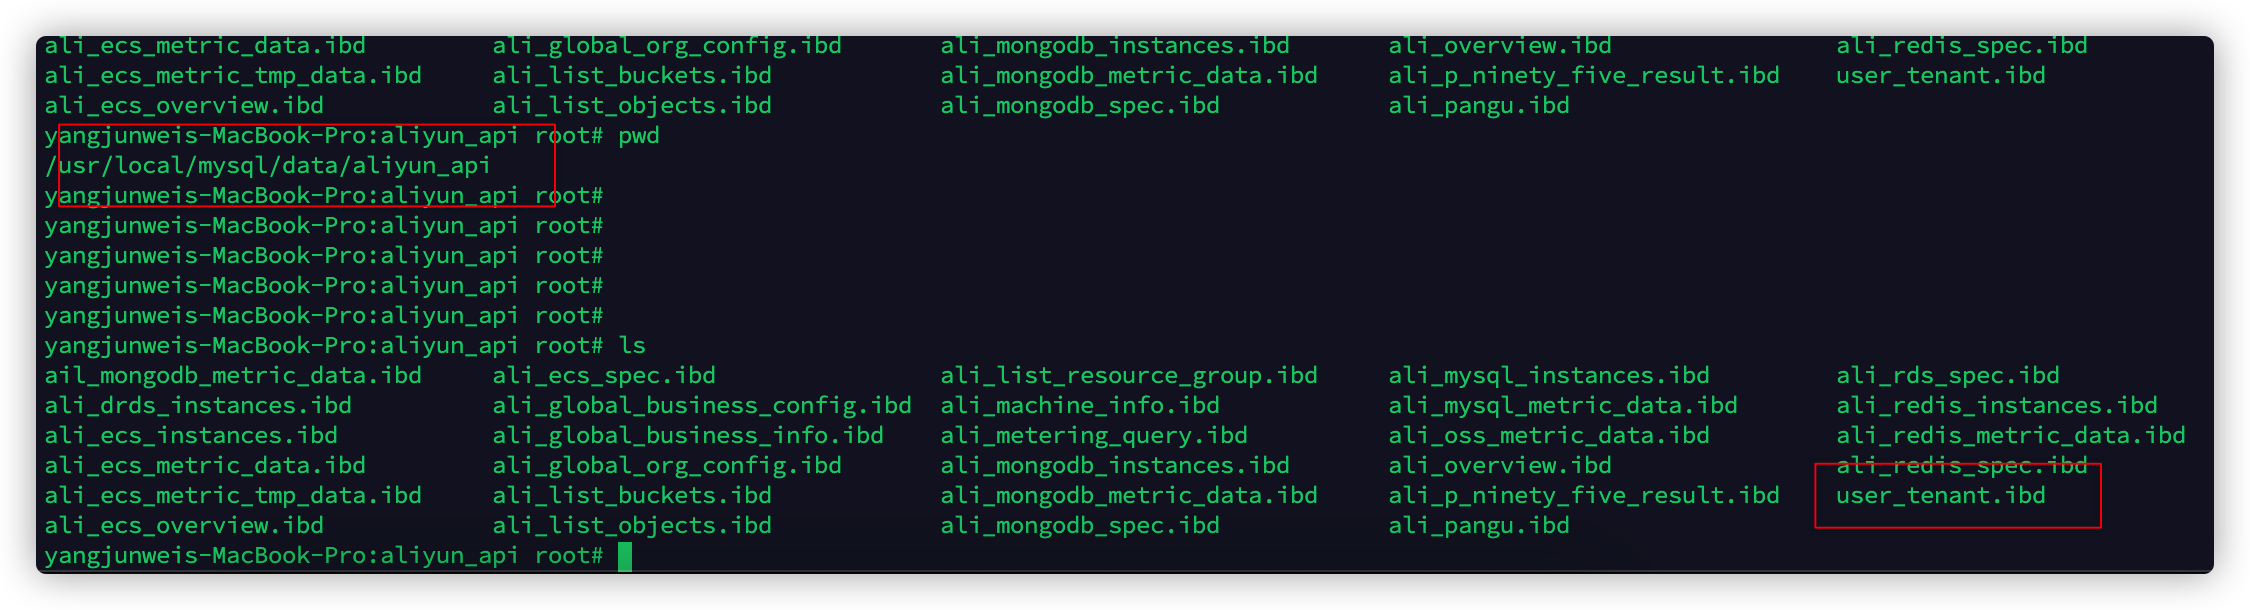 ali_ecs_metric_data.ibd ali_global_org_config.ibd ali_mongodb_instances.ibd ali_overview.ibd ali_redis_spec.ibd
ali_ecs_metric_tmp_data.ibd ali_list_buckets.ibd ali_mongodb_metric_data.ibd ali_p_ninety_five_result.ibd user_tenant.ibd
ali_ecs_overview.ibd ali_list_objects.ibd ali_mongodb_spec.ibd ali_pangu.ibd
yangjunweis-MacBook-Pro:aliyun_api root# pwd
/usr/local/mysql/data/aliyun_api
yangjunweis-MacBook-Pro:aliyun_api root#
yangjunweis-MacBook-Pro:aliyun_api root#
yangjunweis-MacBook-Pro:aliyun_api root#
yangjunweis-MacBook-Pro:aliyun_api root#
yangjunweis-MacBook-Pro:aliyun_api root#
yangjunweis-MacBook-Pro:aliyun_api root# ls
ail_mongodb_metric_data.ibd ali_ecs_spec.ibd ali_list_resource_group.ibd ali_mysql_instances.ibd ali_rds_spec.ibd
ali_drds_instances.ibd ali_global_business_config.ibd ali_machine_info.ibd ali_mysql_metric_data.ibd ali_redis_instances.ibd
ali_ecs_instances.ibd ali_global_business_info.ibd ali_metering_query.ibd ali_oss_metric_data.ibd ali_redis_metric_data.ibd
ali_ecs_metric_data.ibd ali_global_org_config.ibd ali_mongodb_instances.ibd ali_overview.ibd ali_redis_spec.ibd
ali_ecs_metric_tmp_data.ibd ali_list_buckets.ibd ali_mongodb_metric_data.ibd ali_p_ninety_five_result.ibd user_tenant.ibd
ali_ecs_overview.ibd ali_list_objects.ibd ali_mongodb_spec.ibd ali_pangu.ibd
yangjunweis-MacBook-Pro:aliyun_api root#